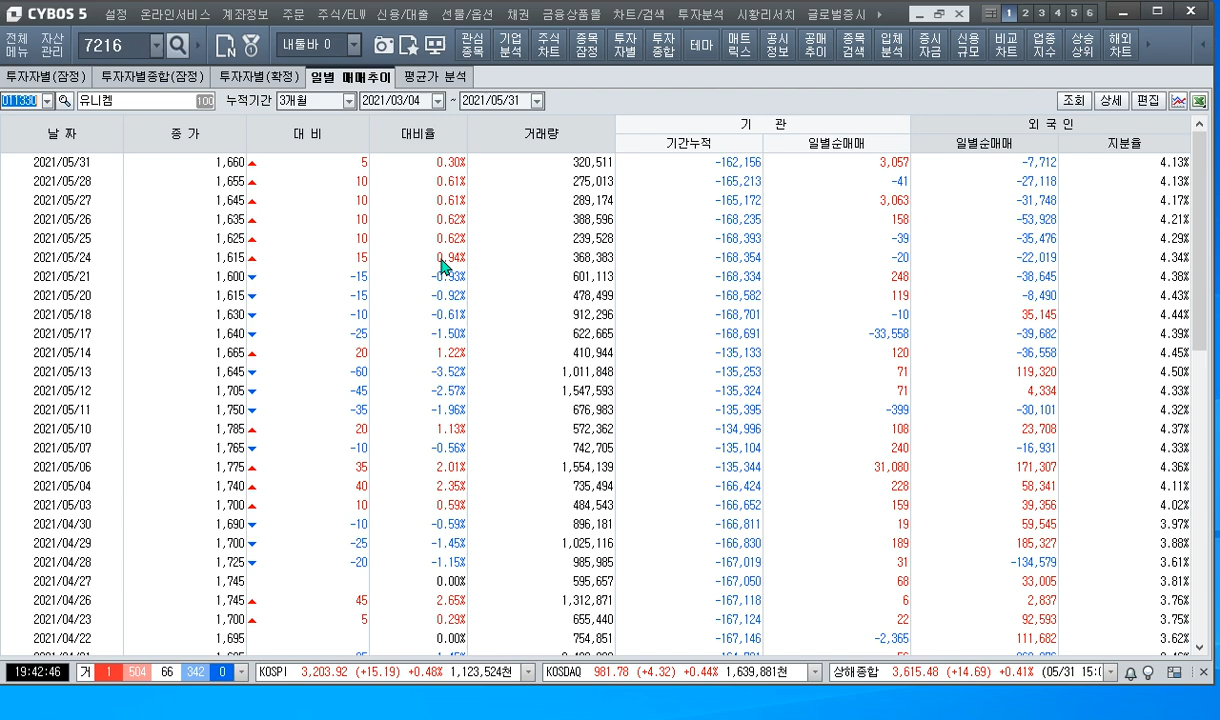 CYBOS 5 설정 온라인서비스 계좌정보 주문 주식/ELW 신용/대출 선물/옵션 채권 금융상품몰 차트/검색 투자분석 시황리서치 글로벌증시 1 2 3 4 5 6
전체메뉴 자산관리 7216 내툴바 0 관심종목 기업분석 주식차트 종목잠정 투자자별 투자종합 테마 매트릭스 공시정보 공매추이 종목검색 입체분석 증시자금 신용규모 비교차트 업종지수 상승상위 해외차트
투자자별(잠정) 투자자별종합(잠정) 투자자별(확정) 일별 매매추이 평균가 분석
011330 유니켐 100 누적기간 3개월 2021/03/04 ~ 2021/05/31 조회 상세 편집
날 짜 종 가 대 비 대비율 거래량 기 관 외 국 인
기간누적 일별순매매 일별순매매 지분율
2021/05/31 1,660 5 0.30% 320,511 -162,156 3,057 -7,712 4.13%
2021/05/28 1,655 10 0.61% 275,013 -165,213 -41 -27,118 4.13%
2021/05/27 1,645 10 0.61% 289,174 -165,172 3,063 -31,748 4.17%
2021/05/26 1,635 10 0.62% 388,596 -168,235 158 -53,928 4.21%
2021/05/25 1,625 10 0.62% 239,528 -168,393 -39 -35,476 4.29%
2021/05/24 1,615 15 0.94% 368,383 -168,354 -20 -22,019 4.34%
2021/05/21 1,600 -15 -0.93% 601,113 -168,334 248 -38,645 4.38%
2021/05/20 1,615 -15 -0.92% 478,499 -168,582 119 -8,490 4.43%
2021/05/18 1,630 -10 -0.61% 912,296 -168,701 -10 35,145 4.44%
2021/05/17 1,640 -25 -1.50% 622,665 -168,691 -33,558 -39,682 4.39%
2021/05/14 1,665 20 1.22% 410,944 -135,133 120 -36,558 4.45%
2021/05/13 1,645 -60 -3.52% 1,011,848 -135,253 71 119,320 4.50%
2021/05/12 1,705 -45 -2.57% 1,547,593 -135,324 71 4,334 4.33%
2021/05/11 1,750 -35 -1.96% 676,983 -135,395 -399 -30,101 4.32%
2021/05/10 1,785 20 1.13% 572,362 -134,996 108 23,708 4.37%
2021/05/07 1,765 -10 -0.56% 742,705 -135,104 240 -16,931 4.33%
2021/05/06 1,775 35 2.01% 1,554,139 -135,344 31,080 171,307 4.36%
2021/05/04 1,740 40 2.35% 735,494 -166,424 228 58,341 4.11%
2021/05/03 1,700 10 0.59% 484,543 -166,652 159 39,356 4.02%
2021/04/30 1,690 -10 -0.59% 896,181 -166,811 19 59,545 3.97%
2021/04/29 1,700 -25 -1.45% 1,025,116 -166,830 189 185,327 3.88%
2021/04/28 1,725 -20 -1.15% 985,985 -167,019 31 -134,579 3.61%
2021/04/27 1,745 0.00% 595,657 -167,050 68 33,005 3.81%
2021/04/26 1,745 45 2.65% 1,312,871 -167,118 6 2,837 3.76%
2021/04/23 1,700 5 0.29% 655,440 -167,124 22 92,593 3.75%
2021/04/22 1,695 0.00% 754,851 -167,146 -2,365 111,682 3.62%
19:42:46 거 1 504 66 342 0 KOSPI 3,203.92 (+15.19) +0.48% 1,123,524천 KOSDAQ 981.78 (+4.32) +0.44% 1,639,881천 상해종합 3,615.48 (+14.69) +0.41% (05/31 15:0